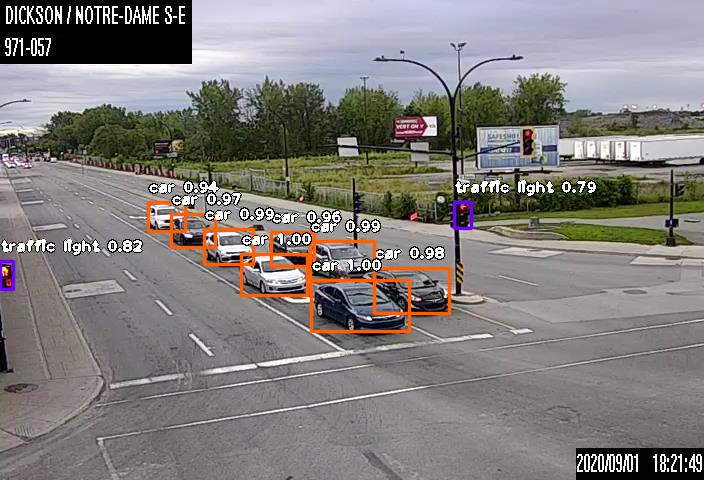 DICKSON / NOTRE-DAME S-E
971-057
car 0.94
car 0.97
car 0.99
car 0.96
car 0.99
car 1.00
car 0.98
car 1.00
traffic light 0.79
traffic light 0.82
2020/09/01 18:21:49